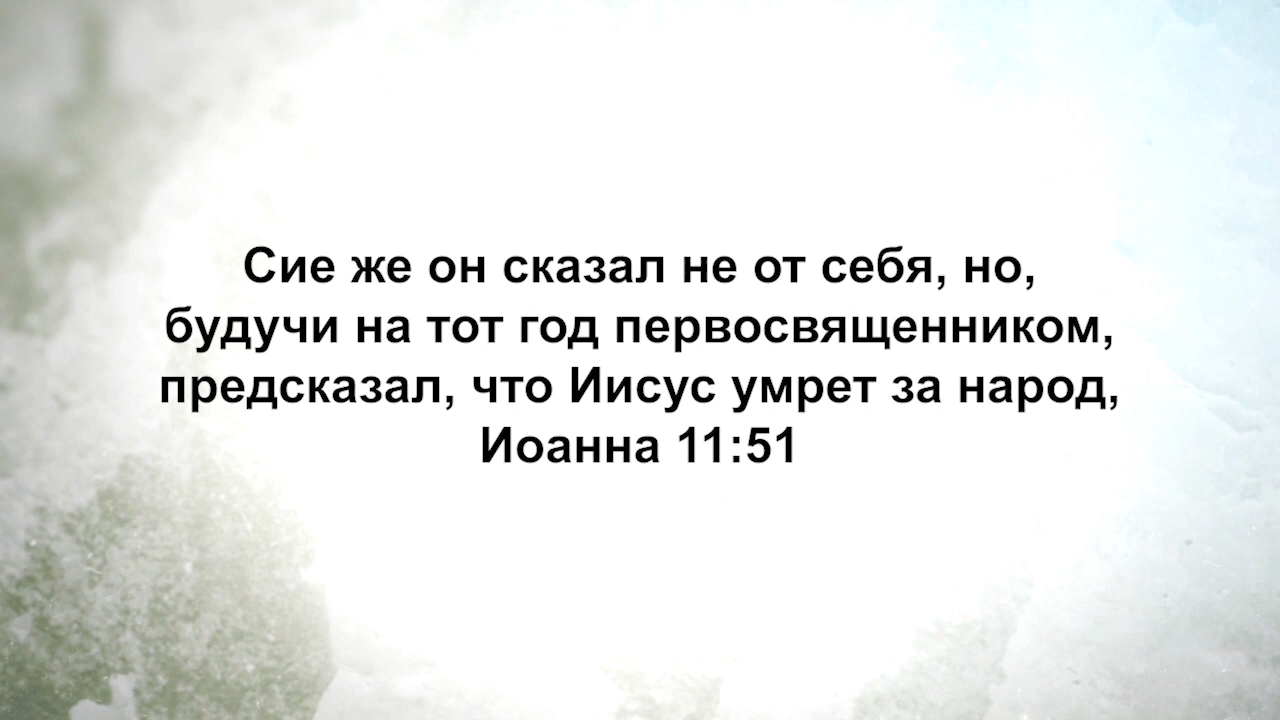 Сие же он сказал не от себя, но,
будучи на тот год первосвященником,
предсказал, что Иисус умрет за народ,
Иоанна 11:51